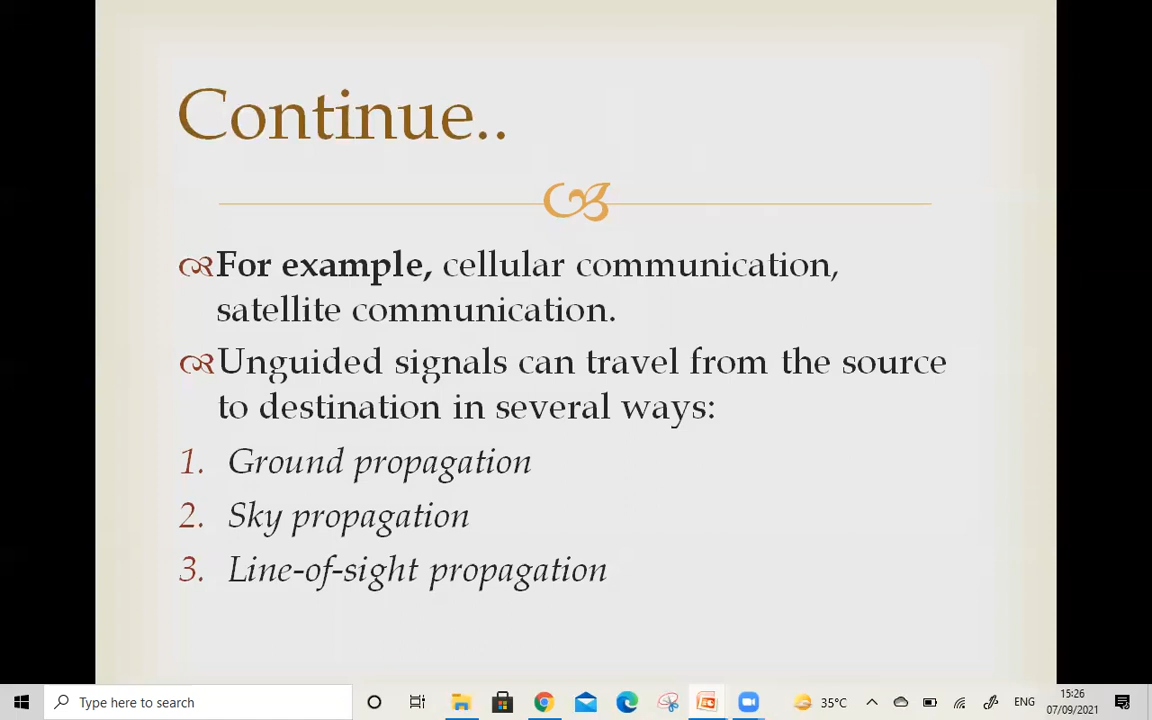 Continue..
For example, cellular communication,
satellite communication.
Unguided signals can travel from the source
to destination in several ways:
1. Ground propagation
2. Sky propagation
3. Line-of-sight propagation
Type here to search
35°C
ENG
15:26
07/09/2021